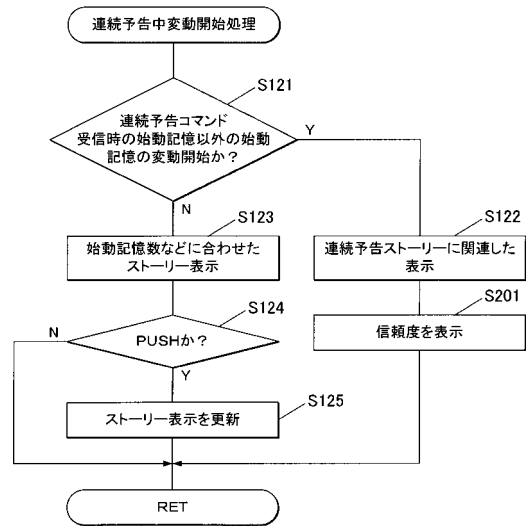 連続予告中変動開始処理
S121
連続予告コマンド
受信時の始動記憶以外の始動
記憶の変動開始か？
Y
N
S123
始動記憶数などに合わせた
ストーリー表示
S122
連続予告ストーリーに関連した
表示
S124
N
PUSHか？
Y
S201
信頼度を表示
S125
ストーリー表示を更新
RET